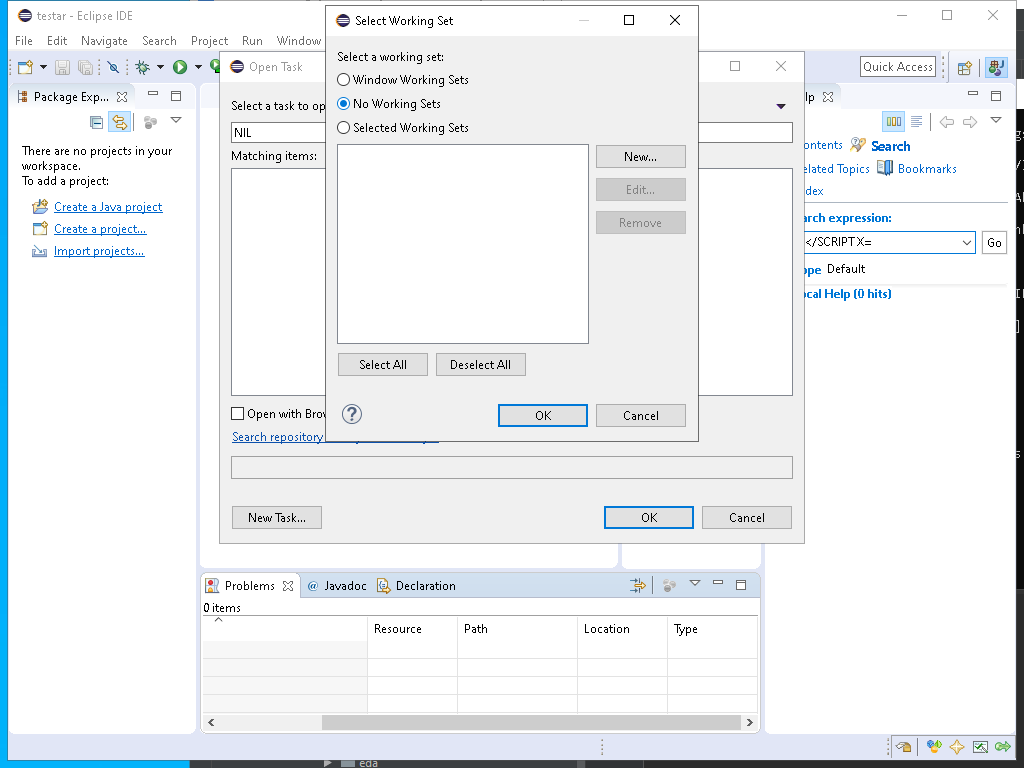 testar - Eclipse IDE
File Edit Navigate Search Project Run Window
Quick Access
Package Exp...
There are no projects in your
workspace.
To add a project:
Create a Java project
Create a project...
Import projects...
Open Task
Select a task to op
NIL
Matching items:
Open with Brow
Search repository
New Task...
OK
Cancel
Select Working Set
Select a working set:
Window Working Sets
No Working Sets
Selected Working Sets
New...
Edit...
Remove
Select All
Deselect All
OK
Cancel
lp
ontents
Search
elated Topics
Bookmarks
dex
arch expression:
</SCRIPTX=
Go
ope Default
ocal Help (0 hits)
Problems
@ Javadoc
Declaration
0 items
Resource
Path
Location
Type
eda